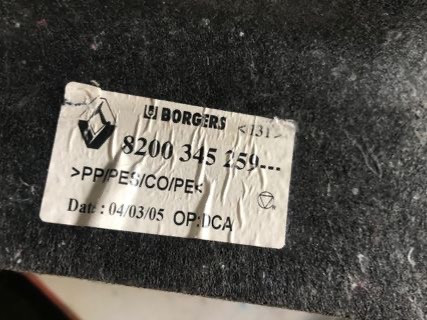 BORGERS <131>
8200 345 259---
>PP/PES/CO/PE<
Date : 04/03/05 OP:DCA